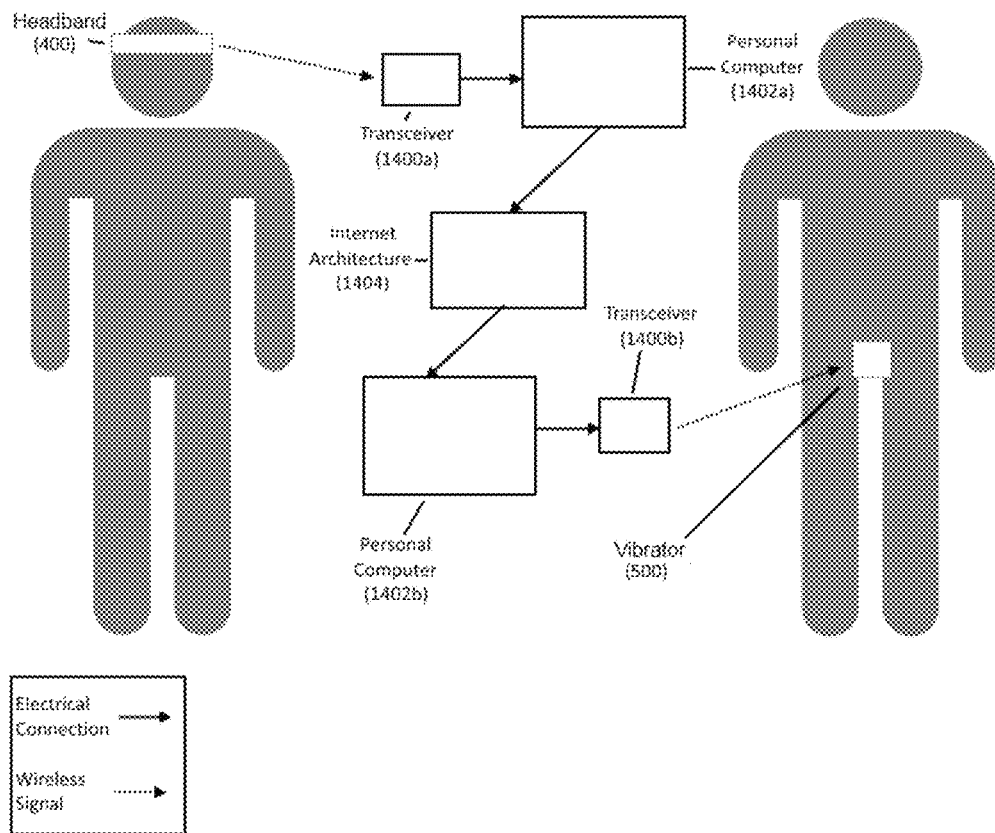 Headband
(400)
Personal
Computer
(1402a)
Transceiver
(1400a)
Internet
Architecture
(1404)
Transceiver
(1400b)
Personal
Computer
(1402b)
Vibrator
(500)
Electrical
Connection
Wireless
Signal